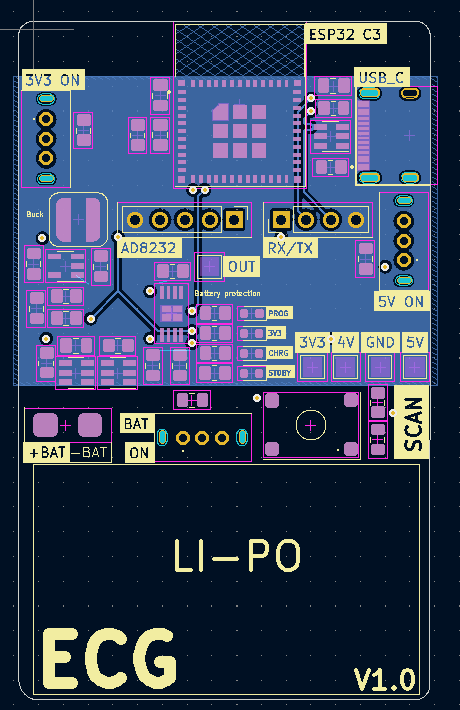 ESP32 C3
3V3 ON
USB_C
Buck
AD8232
RX/TX
OUT
Battery protection
5V ON
PROG
3V3
CHRG
STDBY
3V3
4V
GND
5V
BAT
ON
+BAT
-BAT
SCAN
LI-PO
ECG
V1.0